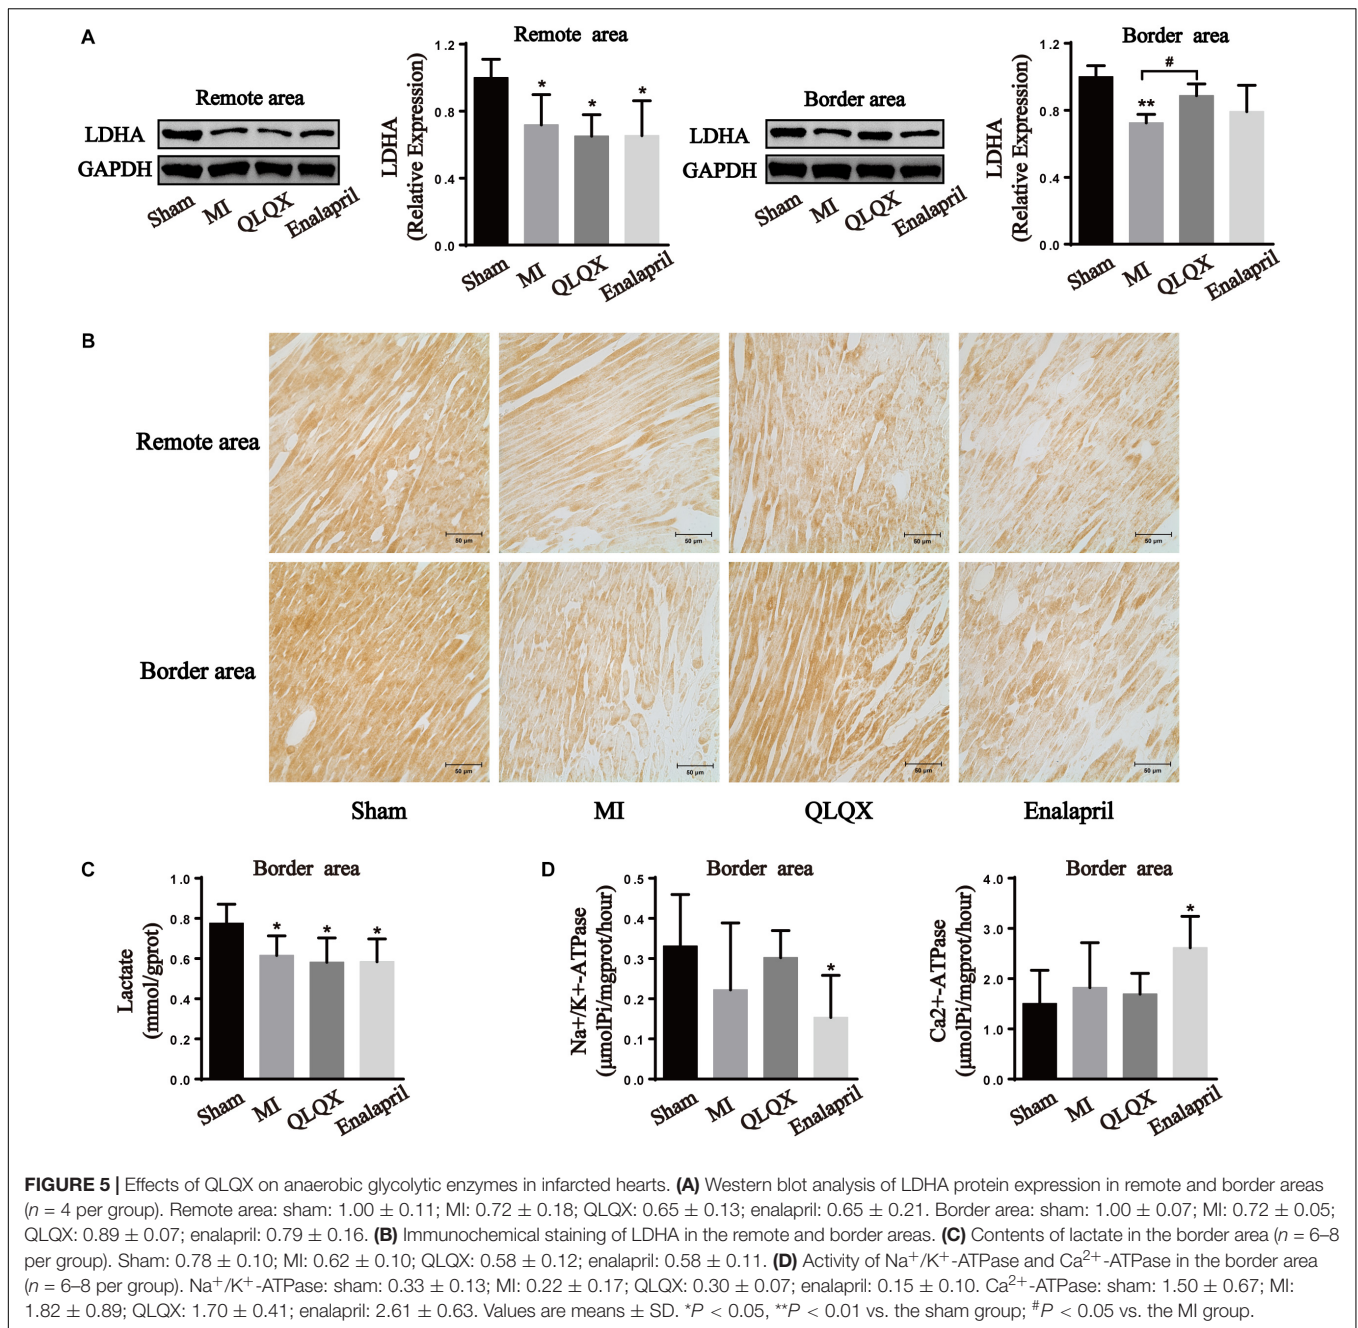 A
Remote area
LDHA
GAPDH
Sham
MI
QLQX
Enalapril
Remote area
LDHA
(Relative Expression)
1.2
0.8
0.4
0.0
*
*
*
Sham
MI
QLQX
Enalapril
Border area
LDHA
GAPDH
Sham
MI
QLQX
Enalapril
Border area
LDHA
(Relative Expression)
1.2
0.8
0.4
0.0
**
#
Sham
MI
QLQX
Enalapril
B
Remote area
50 µm
50 µm
50 µm
50 µm
Border area
50 µm
50 µm
50 µm
50 µm
Sham
MI
QLQX
Enalapril
C
Border area
Lactate
(mmol/gprot)
1.0
0.8
0.6
0.4
0.2
0.0
*
*
*
Sham
MI
QLQX
Enalapril
D
Border area
Na+/K+-ATPase
(µmolPi/mgprot/hour)
0.5
0.4
0.3
0.2
0.1
0.0
*
Sham
MI
QLQX
Enalapril
Border area
Ca2+-ATPase
(µmolPi/mgprot/hour)
4.0
3.0
2.0
1.0
0.0
*
Sham
MI
QLQX
Enalapril
FIGURE 5 | Effects of QLQX on anaerobic glycolytic enzymes in infarcted hearts. (A) Western blot analysis of LDHA protein expression in remote and border areas
(n = 4 per group). Remote area: sham: 1.00 ± 0.11; MI: 0.72 ± 0.18; QLQX: 0.65 ± 0.13; enalapril: 0.65 ± 0.21. Border area: sham: 1.00 ± 0.07; MI: 0.72 ± 0.05;
QLQX: 0.89 ± 0.07; enalapril: 0.79 ± 0.16. (B) Immunochemical staining of LDHA in the remote and border areas. (C) Contents of lactate in the border area (n = 6–8
per group). Sham: 0.78 ± 0.10; MI: 0.62 ± 0.10; QLQX: 0.58 ± 0.12; enalapril: 0.58 ± 0.11. (D) Activity of Na⁺/K⁺-ATPase and Ca²⁺-ATPase in the border area
(n = 6–8 per group). Na⁺/K⁺-ATPase: sham: 0.33 ± 0.13; MI: 0.22 ± 0.17; QLQX: 0.30 ± 0.07; enalapril: 0.15 ± 0.10. Ca²⁺-ATPase: sham: 1.50 ± 0.67; MI:
1.82 ± 0.89; QLQX: 1.70 ± 0.41; enalapril: 2.61 ± 0.63. Values are means ± SD. *P < 0.05, **P < 0.01 vs. the sham group; #P < 0.05 vs. the MI group.